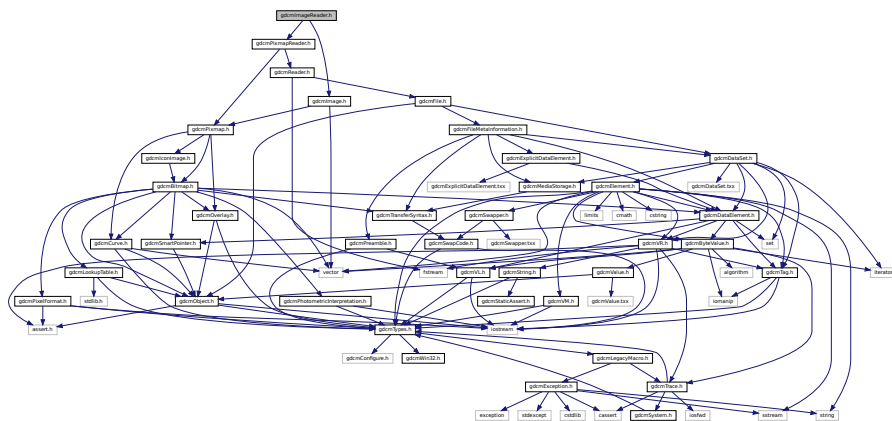 gdcmImageReader.h
gdcmPixmapReader.h
gdcmReader.h
gdcmImage.h
gdcmFile.h
gdcmPixmap.h
gdcmFileMetaInformation.h
gdcmIconImage.h
gdcmExplicitDataElement.h
gdcmDataSet.h
gdcmBitmap.h
gdcmExplicitDataElement.txx
gdcmMediaStorage.h
gdcmElement.h
gdcmDataSet.txx
gdcmOverlay.h
gdcmTransferSyntax.h
gdcmSwapper.h
limits
cmath
cstring
gdcmDataElement.h
gdcmCurve.h
gdcmSmartPointer.h
gdcmPreamble.h
gdcmSwapCode.h
gdcmSwapper.txx
gdcmVR.h
gdcmByteValue.h
set
gdcmLookupTable.h
vector
fstream
gdcmVL.h
gdcmString.h
gdcmValue.h
algorithm
gdcmTag.h
iterator
gdcmPixelFormat.h
stdlib.h
gdcmObject.h
gdcmPhotometricInterpretation.h
gdcmStaticAssert.h
gdcmVM.h
gdcmValue.txx
iomanip
assert.h
gdcmTypes.h
iostream
gdcmConfigure.h
gdcmWin32.h
gdcmLegacyMacro.h
gdcmException.h
gdcmTrace.h
exception
stdexcept
cstdlib
cassert
gdcmSystem.h
iosfwd
sstream
string